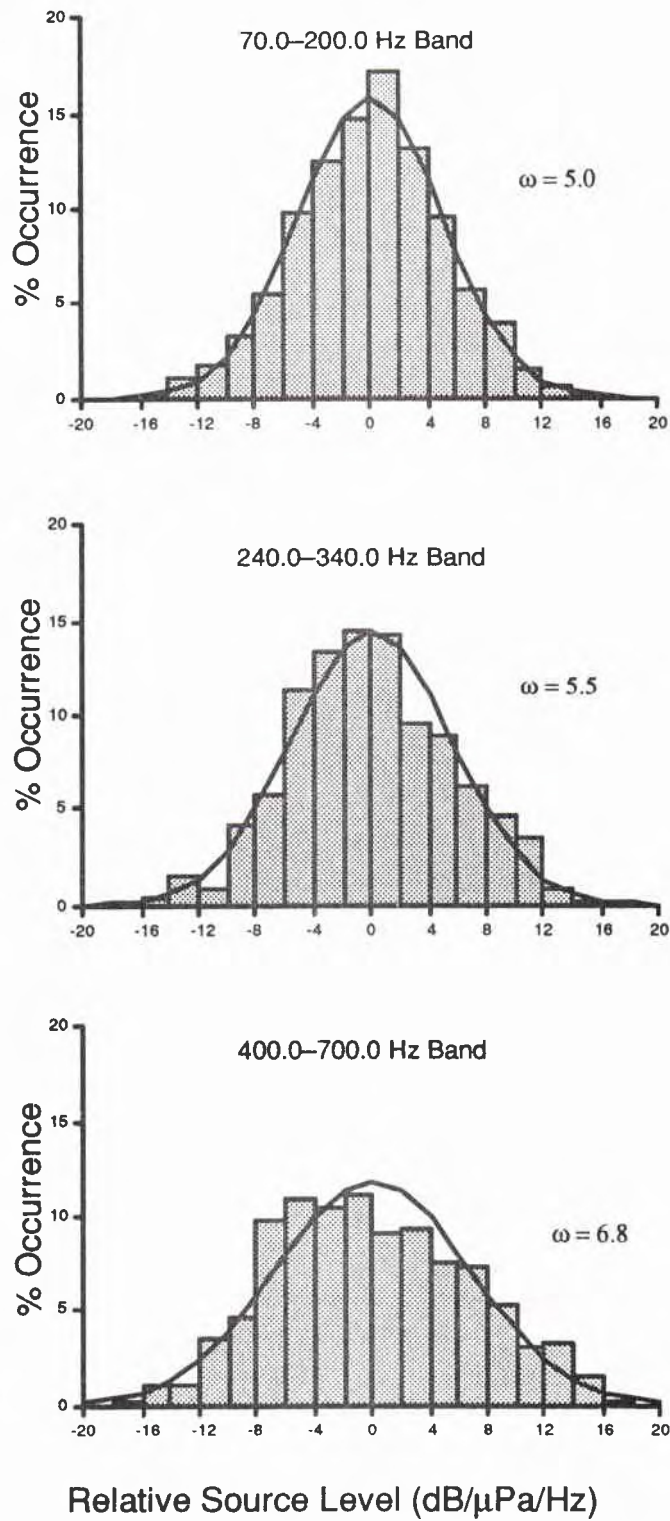 20
70.0–200.0 Hz Band
15
ω = 5.0
% Occurrence
10
5
0
-20 -16 -12 -8 -4 0 4 8 12 16 20
20
240.0–340.0 Hz Band
15
ω = 5.5
% Occurrence
10
5
0
-20 -16 -12 -8 -4 0 4 8 12 16 20
20
400.0–700.0 Hz Band
15
% Occurrence
10
ω = 6.8
5
0
-20 -16 -12 -8 -4 0 4 8 12 16 20
Relative Source Level (dB/μPa/Hz)